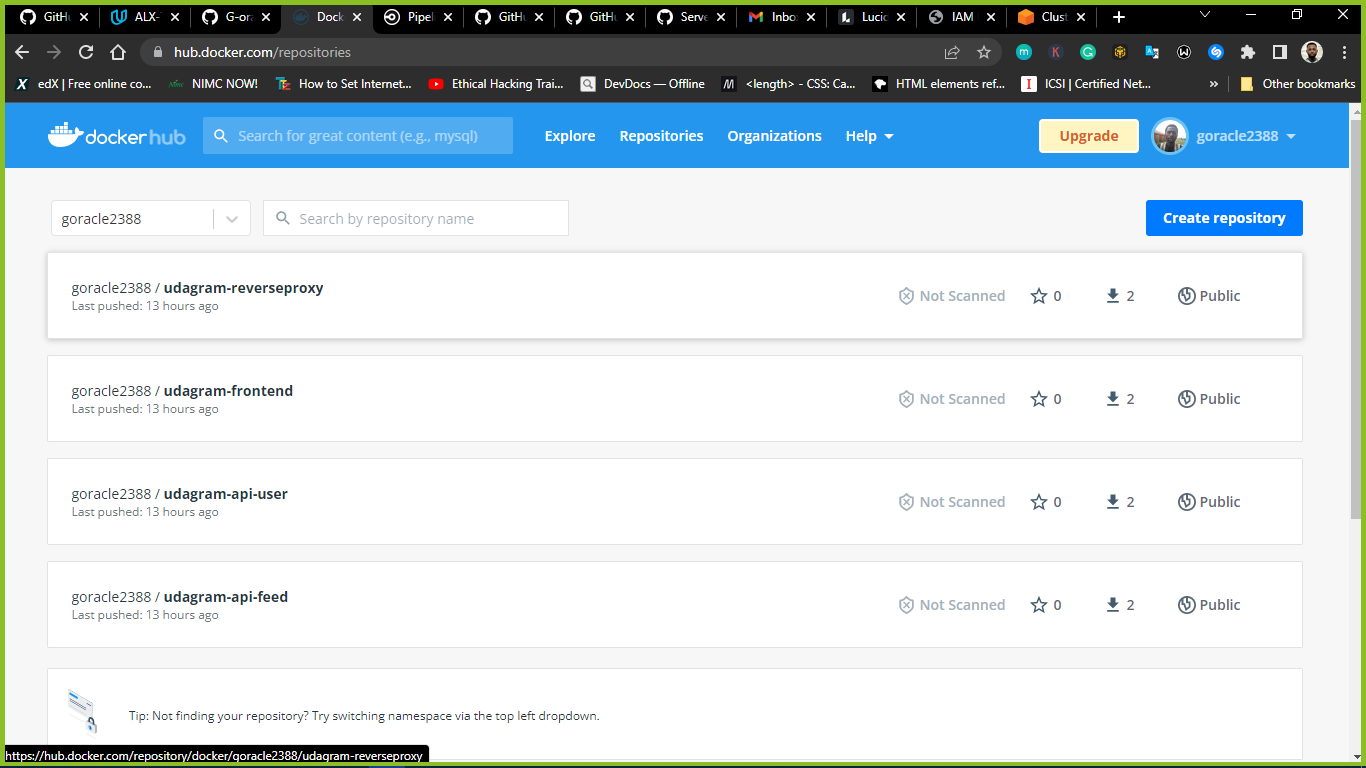 GitHu
ALX-T
G-ora
Dock
Pipel
GitHu
GitHu
Serve
Inbo
Lucid
IAM
Clust
hub.docker.com/repositories
edX | Free online co...
NIMC NOW!
How to Set Internet...
Ethical Hacking Trai...
DevDocs — Offline
<length> - CSS: Ca...
HTML elements ref...
ICSI | Certified Net...
»
Other bookmarks
docker hub
Search for great content (e.g., mysql)
Explore
Repositories
Organizations
Help
Upgrade
goracle2388
goracle2388
Search by repository name
Create repository
goracle2388 / udagram-reverseproxy
Last pushed: 13 hours ago
Not Scanned
0
2
Public
goracle2388 / udagram-frontend
Last pushed: 13 hours ago
Not Scanned
0
2
Public
goracle2388 / udagram-api-user
Last pushed: 13 hours ago
Not Scanned
0
2
Public
goracle2388 / udagram-api-feed
Last pushed: 13 hours ago
Not Scanned
0
2
Public
Tip: Not finding your repository? Try switching namespace via the top left dropdown.
https://hub.docker.com/repository/docker/goracle2388/udagram-reverseproxy